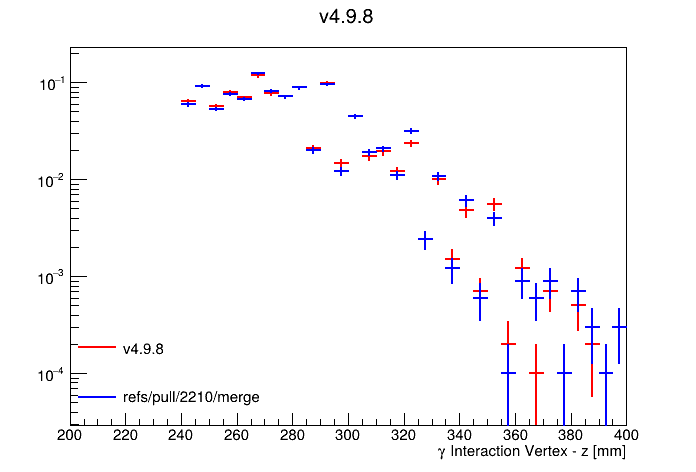 v4.9.8
10⁻¹
10⁻²
10⁻³
10⁻⁴
v4.9.8
refs/pull/2210/merge
200 220 240 260 280 300 320 340 360 380 400
γ Interaction Vertex - z [mm]